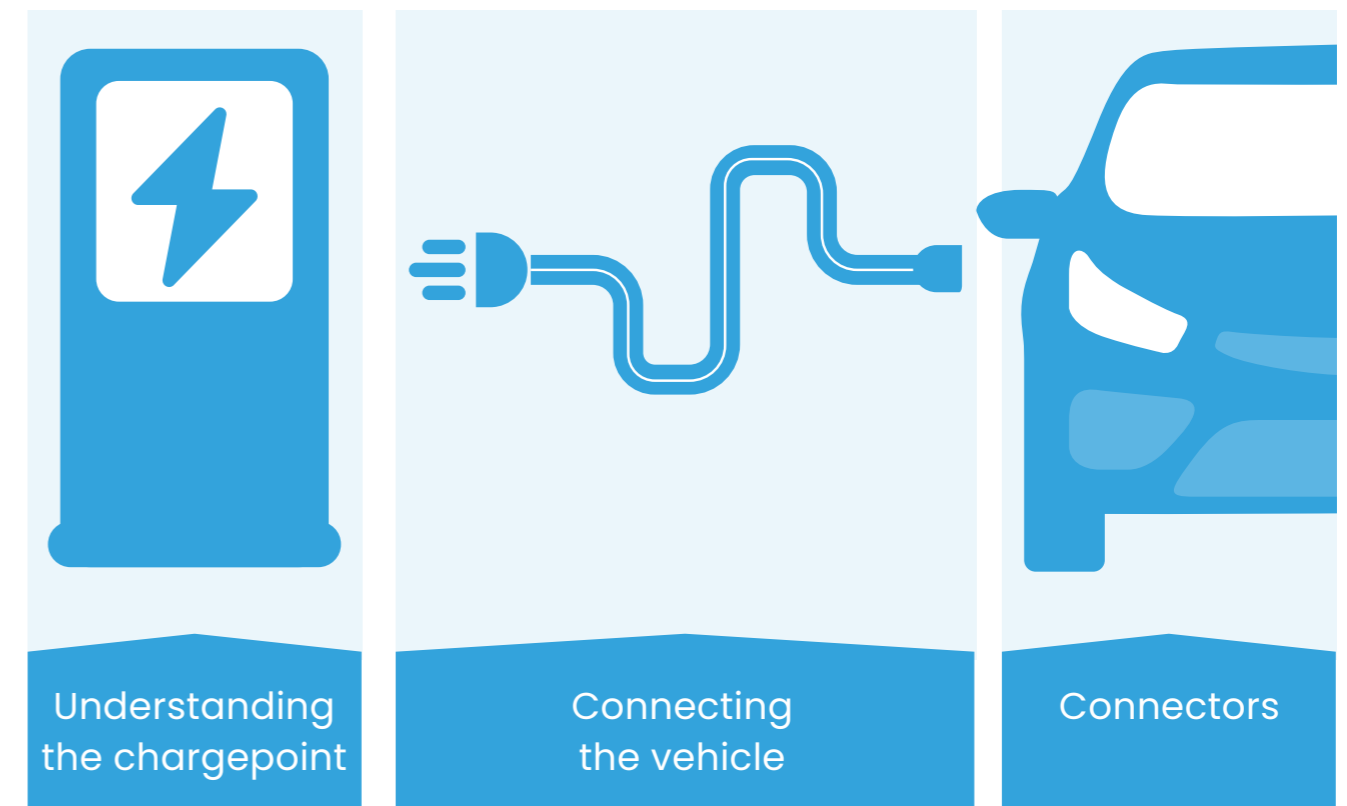 Understanding
the chargepoint
Connecting
the vehicle
Connectors